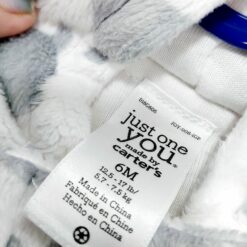 just one
you.
made by
carter's
6M
12.5 - 17 lb/
5.7 - 7.5 kg
Made in China
Fabriqué en Chine
Hecho en China